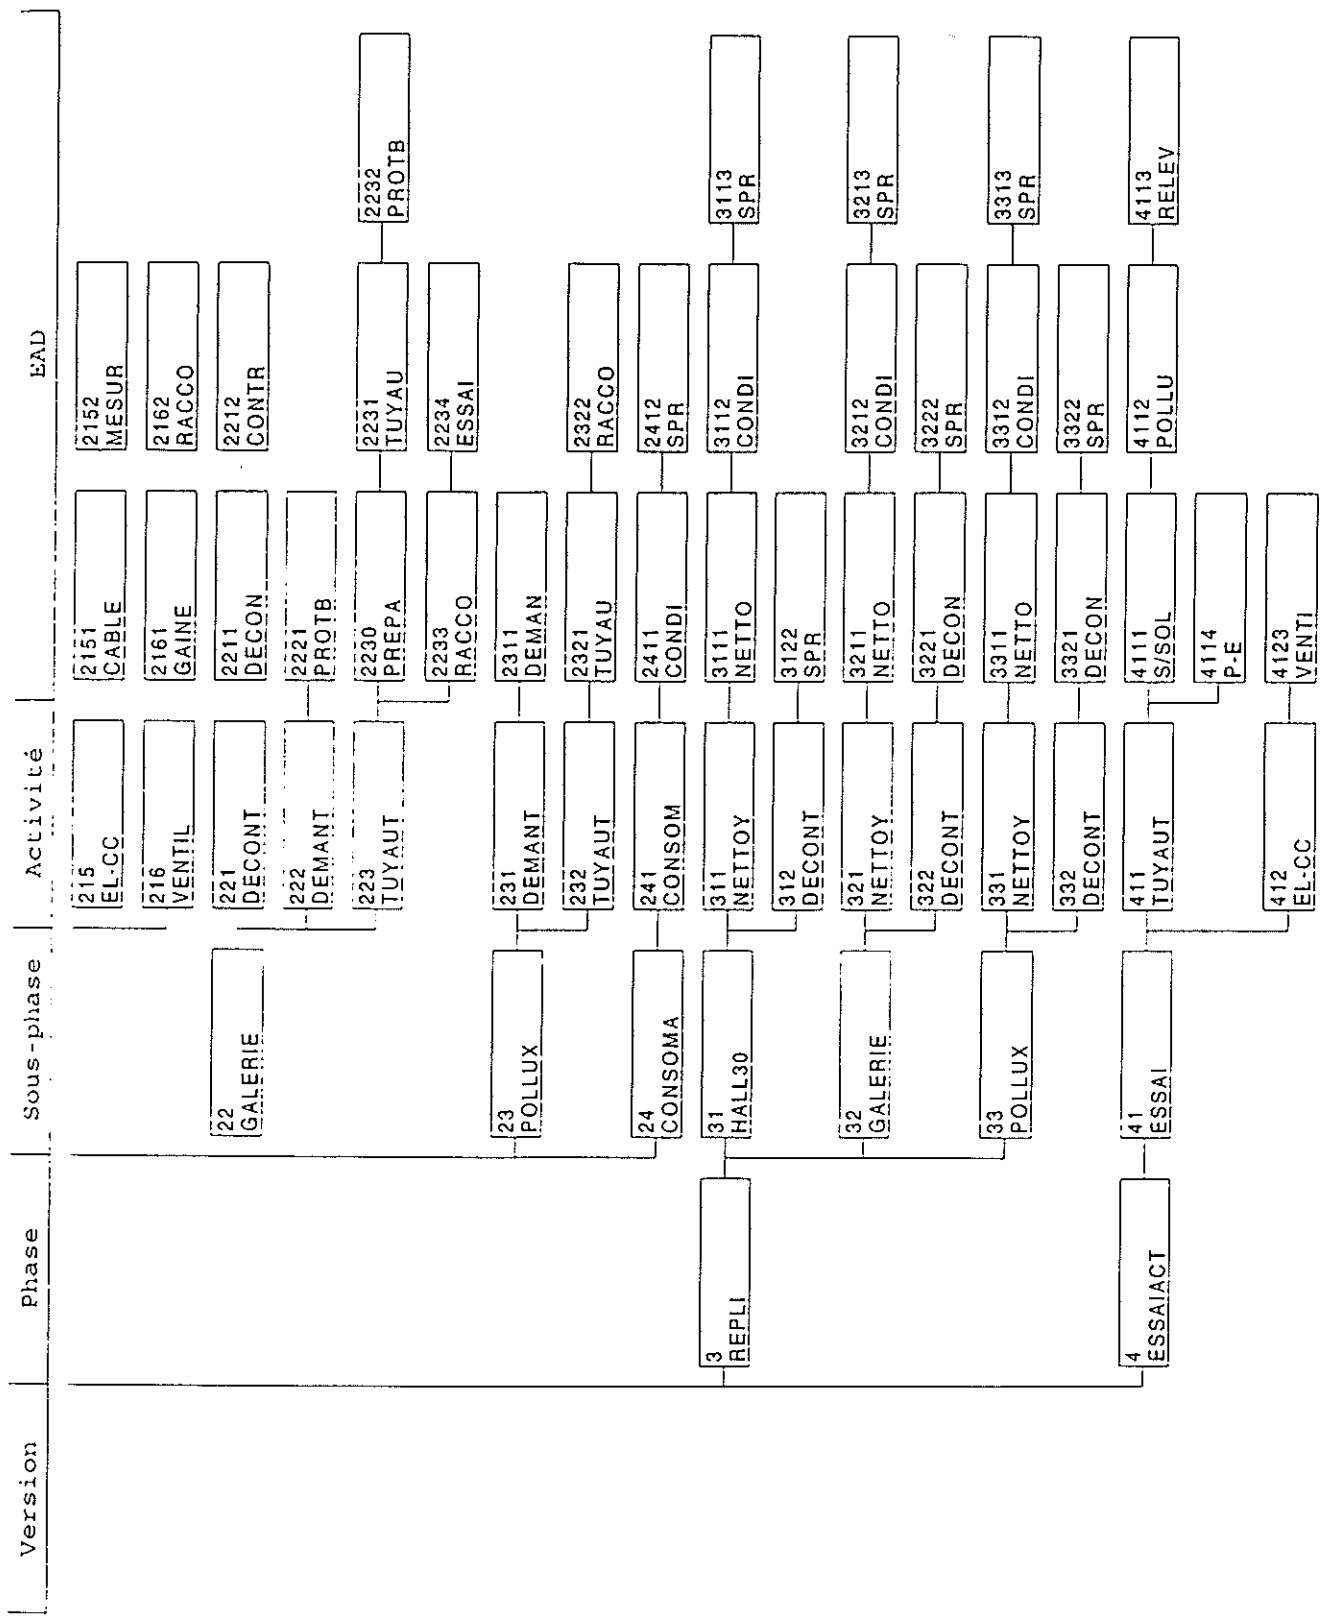 Version
Phase
Sous-phase
Activité
EAD
215
EL-CC
2151
CABLE
2152
MESUR
216
VENTIL
2161
GAINE
2162
RACCO
22
GALERIE
221
DECONT
2211
DECON
2212
CONTR
222
DEMANT
2221
PROTB
223
TUYAUT
2230
PREPA
2231
TUYAU
2232
PROTB
2233
RACCO
2234
ESSAI
23
POLLUX
231
DEMANT
2311
DEMAN
232
TUYAUT
2321
TUYAU
2322
RACCO
24
CONSOMA
241
CONSOM
2411
CONDI
2412
SPR
3
REPLI
31
HALL30
311
NETTOY
3111
NETTO
3112
CONDI
3113
SPR
312
DECONT
3122
SPR
32
GALERIE
321
NETTOY
3211
NETTO
3212
CONDI
3213
SPR
322
DECONT
3221
DECON
3222
SPR
33
POLLUX
331
NETTOY
3311
NETTO
3312
CONDI
3313
SPR
332
DECONT
3321
DECON
3322
SPR
4
ESSAIACT
41
ESSAI
411
TUYAUT
4111
S/SOL
4112
POLLU
4113
RELEV
4114
P-E
412
EL-CC
4123
VENTI